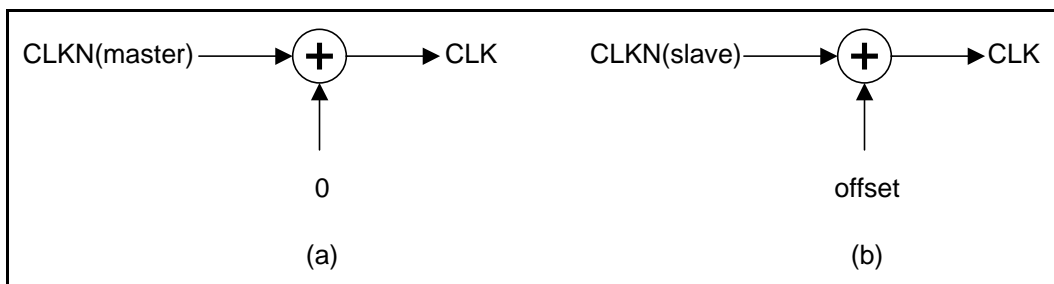 CLKN(master) + CLK
0
(a)
CLKN(slave) + CLK
offset
(b)